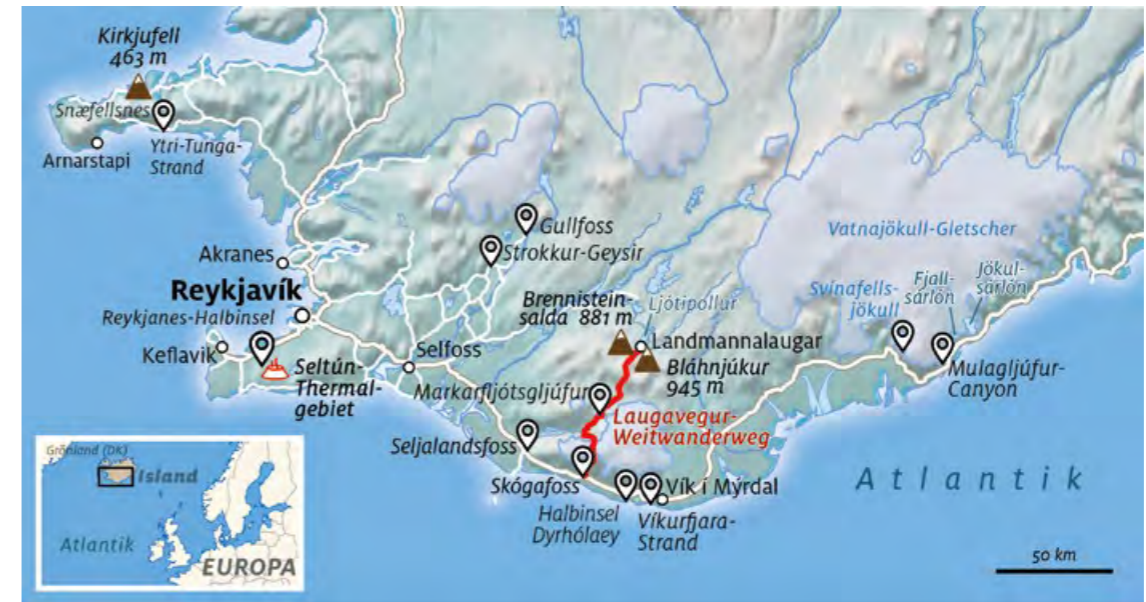 Kirkjufell
463 m
Snæfellsnes
Ytri-Tunga-
Strand
Arnarstapi
Gullfoss
Strokkur-Geysir
Akranes
Reykjavík
Reykjanes-Halbinsel
Keflavik
Seltún-
Thermal-
gebiet
Selfoss
Brennistein-
salda 881 m
Ljótipollur
Landmannalaugar
Bláhnjúkur
945 m
Markarfljótsgljúfur
Laugavegur-
Weitwanderweg
Seljalandsfoss
Skógafoss
Halbinsel
Dyrhólaey
Vík í Mýrdal
Víkurfjara-
Strand
Vatnajökull-Gletscher
Svínafells-
jökull
Fjall-
sárlón
Jökul-
sárlón
Mulagljúfur-
Canyon
Atlantik
50 km
Grönland (DK)
Island
Atlantik
EUROPA